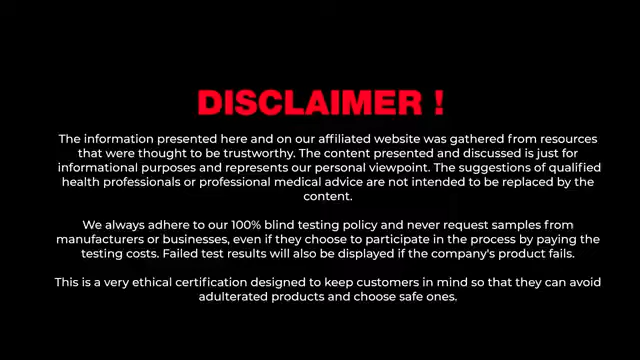 DISCLAIMER !
The information presented here and on our affiliated website was gathered from resources
that were thought to be trustworthy. The content presented and discussed is just for
informational purposes and represents our personal viewpoint. The suggestions of qualified
health professionals or professional medical advice are not intended to be replaced by the
content.
We always adhere to our 100% blind testing policy and never request samples from
manufacturers or businesses, even if they choose to participate in the process by paying the
testing costs. Failed test results will also be displayed if the company's product fails.
This is a very ethical certification designed to keep customers in mind so that they can avoid
adulterated products and choose safe ones.